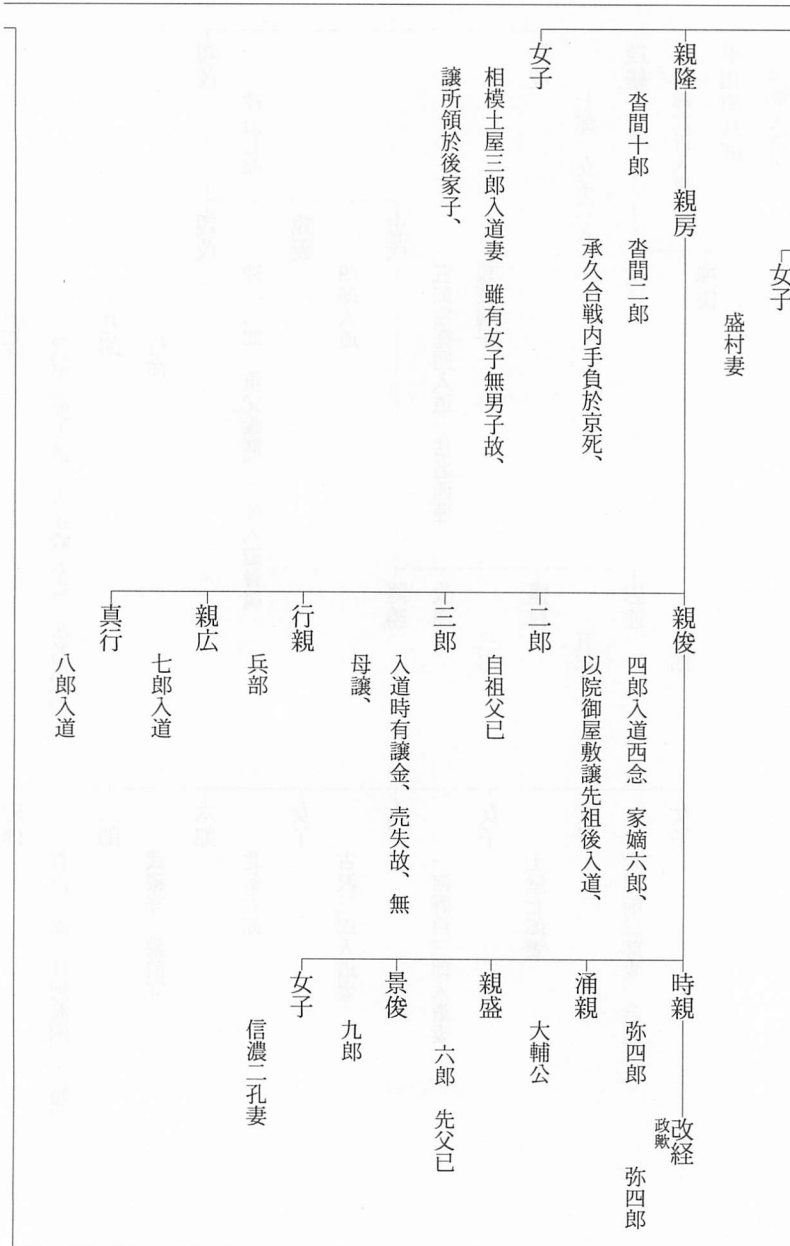 女子
盛村妻
親隆
沓間十郎
親房
沓間二郎
承久合戦内手負於京死、
女子
相模土屋三郎入道妻　雖有女子無男子故、
譲所領於後家子、
親俊
四郎入道西念　家嫡六郎、
以院御屋敷譲先祖後入道、
二郎
自祖父已
三郎
入道時有譲金、売失故、無
母譲、
行親
兵部
親広
七郎入道
真行
八郎入道
時親
弥四郎
改経
政歟
弥四郎
涌親
大輔公
親盛
六郎　先父已
景俊
九郎
女子
信濃二孔妻